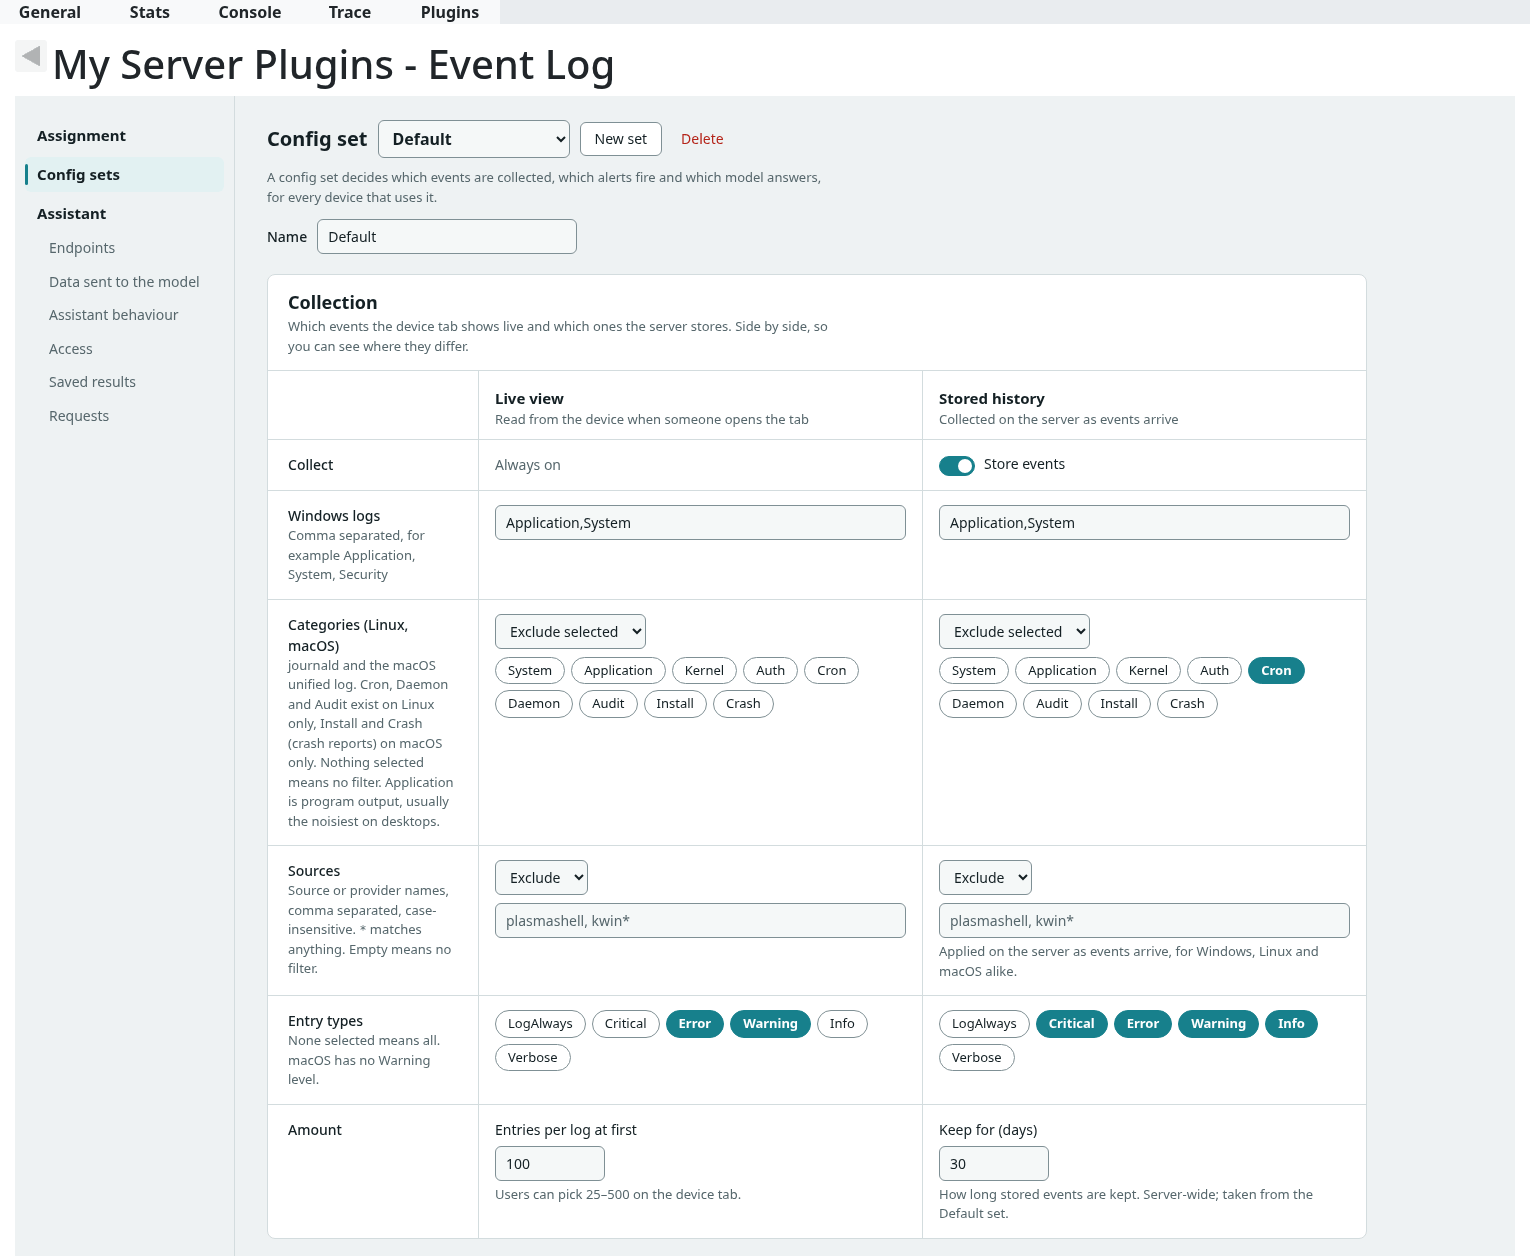 General Stats Console Trace Plugins
My Server Plugins - Event Log
Assignment
Config sets
Assistant
Endpoints
Data sent to the model
Assistant behaviour
Access
Saved results
Requests
Config set Default New set Delete
A config set decides which events are collected, which alerts fire and which model answers,
for every device that uses it.
Name Default
Collection
Which events the device tab shows live and which ones the server stores. Side by side, so
you can see where they differ.
Live view
Read from the device when someone opens the tab
Stored history
Collected on the server as events arrive
Collect
Always on
Store events
Windows logs
Comma separated, for
example Application,
System, Security
Application,System
Application,System
Categories (Linux,
macOS)
journald and the macOS
unified log. Cron, Daemon
and Audit exist on Linux
only, Install and Crash
(crash reports) on macOS
only. Nothing selected
means no filter. Application
is program output, usually
the noisiest on desktops.
Exclude selected
System Application Kernel Auth Cron
Daemon Audit Install Crash
Exclude selected
System Application Kernel Auth Cron
Daemon Audit Install Crash
Sources
Source or provider names,
comma separated, case-
insensitive. * matches
anything. Empty means no
filter.
Exclude
plasmashell, kwin*
Exclude
plasmashell, kwin*
Applied on the server as events arrive, for Windows, Linux and
macOS alike.
Entry types
None selected means all.
macOS has no Warning
level.
LogAlways Critical Error Warning Info
Verbose
LogAlways Critical Error Warning Info
Verbose
Amount
Entries per log at first
100
Users can pick 25–500 on the device tab.
Keep for (days)
30
How long stored events are kept. Server-wide; taken from the
Default set.